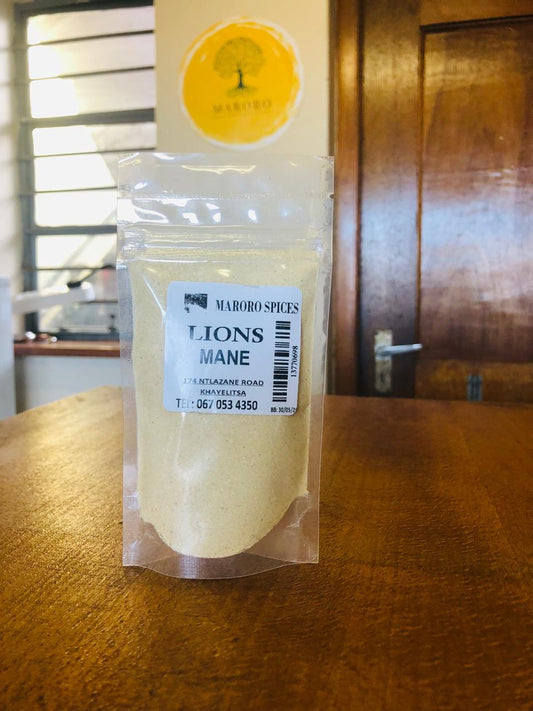 MARORO
MARORO SPICES
LIONS
MANE
174 NTLAZANE ROAD
KHAYELITSA
TEL: 067 053 4350
13770698